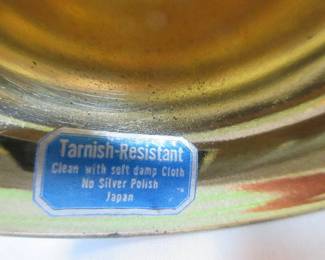 Tarnish-Resistant
Clean with soft damp Cloth
No Silver Polish
Japan